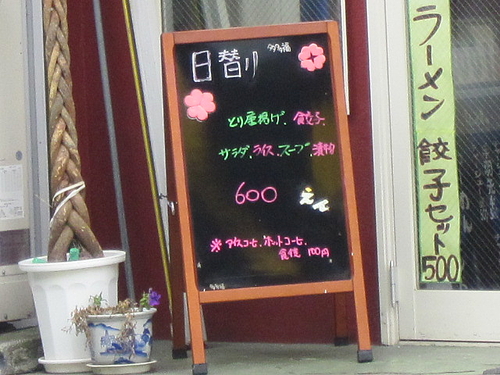 日替り
とり唐揚げ、餃子、
サラダ、ライス、スープ、漬物
600
※アイスコーヒー、ホットコーヒー、
食後 100円
ラーメン 餃子セット 500